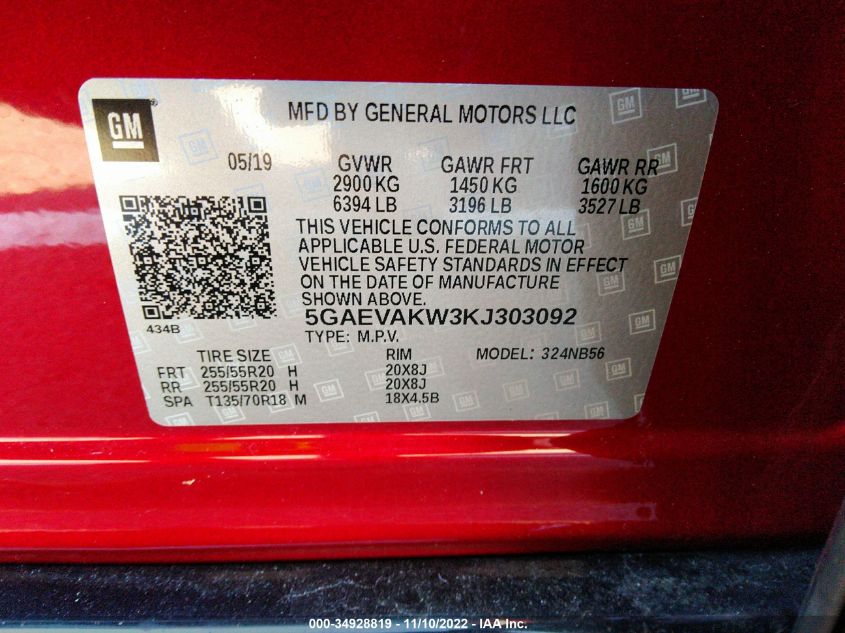 GM
MFD BY GENERAL MOTORS LLC
05/19 GVWR GAWR FRT GAWR RR
2900 KG 1450 KG 1600 KG
6394 LB 3196 LB 3527 LB
THIS VEHICLE CONFORMS TO ALL
APPLICABLE U.S. FEDERAL MOTOR
VEHICLE SAFETY STANDARDS IN EFFECT
ON THE DATE OF MANUFACTURE
SHOWN ABOVE.
434B
5GAEVAKW3KJ303092
TYPE: M.P.V. MODEL: 324NB56
TIRE SIZE RIM
FRT 255/55R20 H 20X8J
RR 255/55R20 H 20X8J
SPA T135/70R18 M 18X4.5B
000-34928819 - 11/10/2022 - IAA Inc.